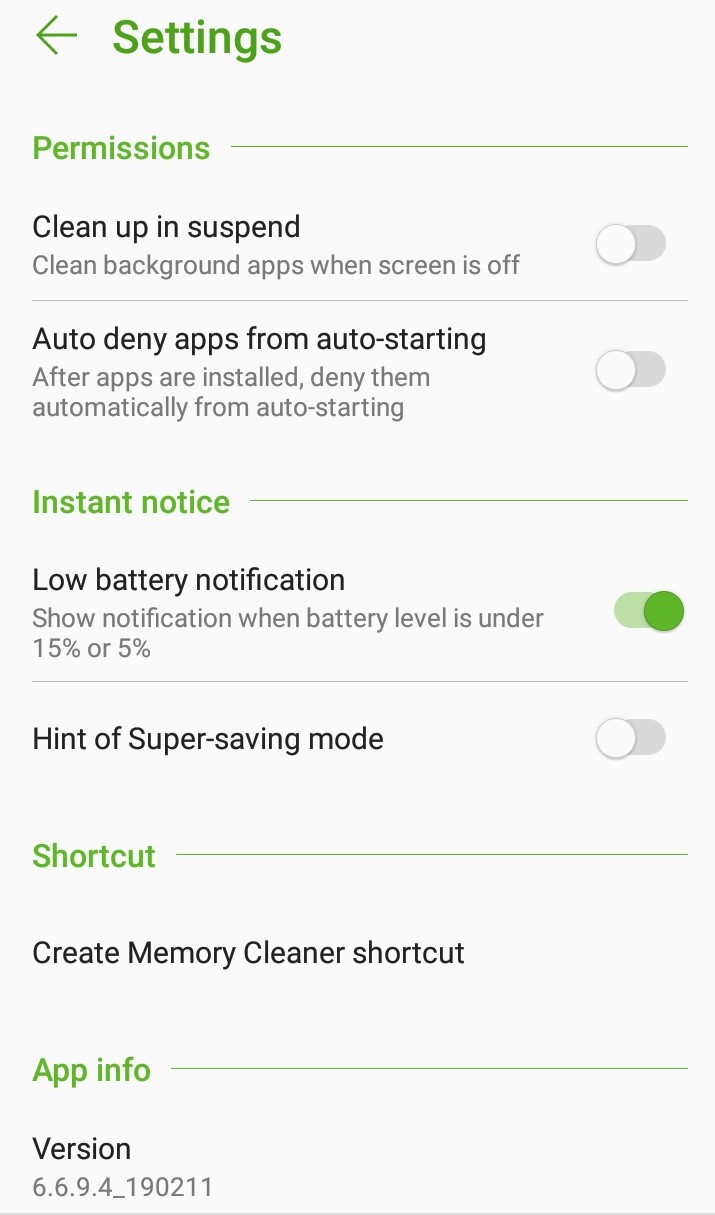 Settings
Permissions
Clean up in suspend
Clean background apps when screen is off
Auto deny apps from auto-starting
After apps are installed, deny them
automatically from auto-starting
Instant notice
Low battery notification
Show notification when battery level is under
15% or 5%
Hint of Super-saving mode
Shortcut
Create Memory Cleaner shortcut
App info
Version
6.6.9.4_190211